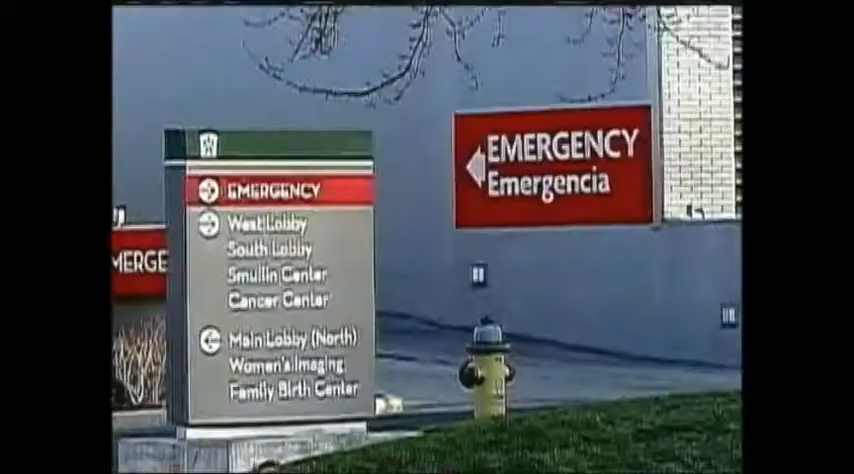 EMERGENCY
West Lobby
South Lobby
Smullin Center
Cancer Center
Main Lobby (North)
Women's Imaging
Family Birth Center
EMERGENCY
Emergencia
MERGE